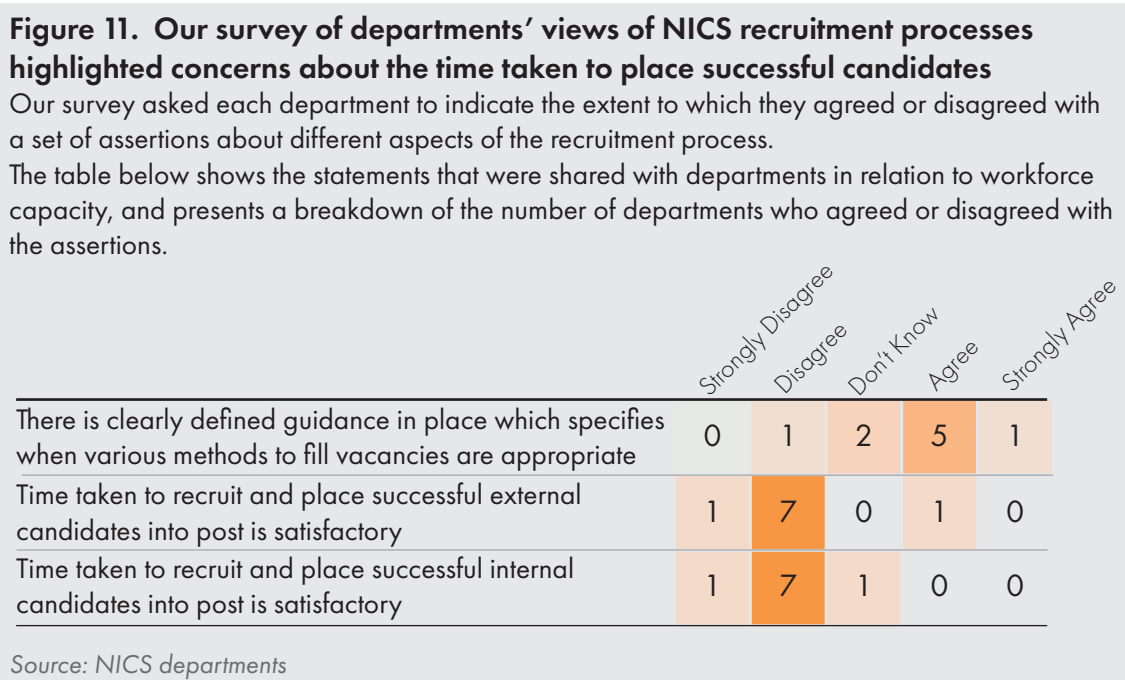 Figure 11.  Our survey of departments’ views of NICS recruitment processes
highlighted concerns about the time taken to place successful candidates
Our survey asked each department to indicate the extent to which they agreed or disagreed with
a set of assertions about different aspects of the recruitment process.
The table below shows the statements that were shared with departments in relation to workforce
capacity, and presents a breakdown of the number of departments who agreed or disagreed with
the assertions.
Strongly Disagree
Disagree
Don’t Know
Agree
Strongly Agree
There is clearly defined guidance in place which specifies
when various methods to fill vacancies are appropriate
0 1 2 5 1
Time taken to recruit and place successful external
candidates into post is satisfactory
1 7 0 1 0
Time taken to recruit and place successful internal
candidates into post is satisfactory
1 7 1 0 0
Source: NICS departments